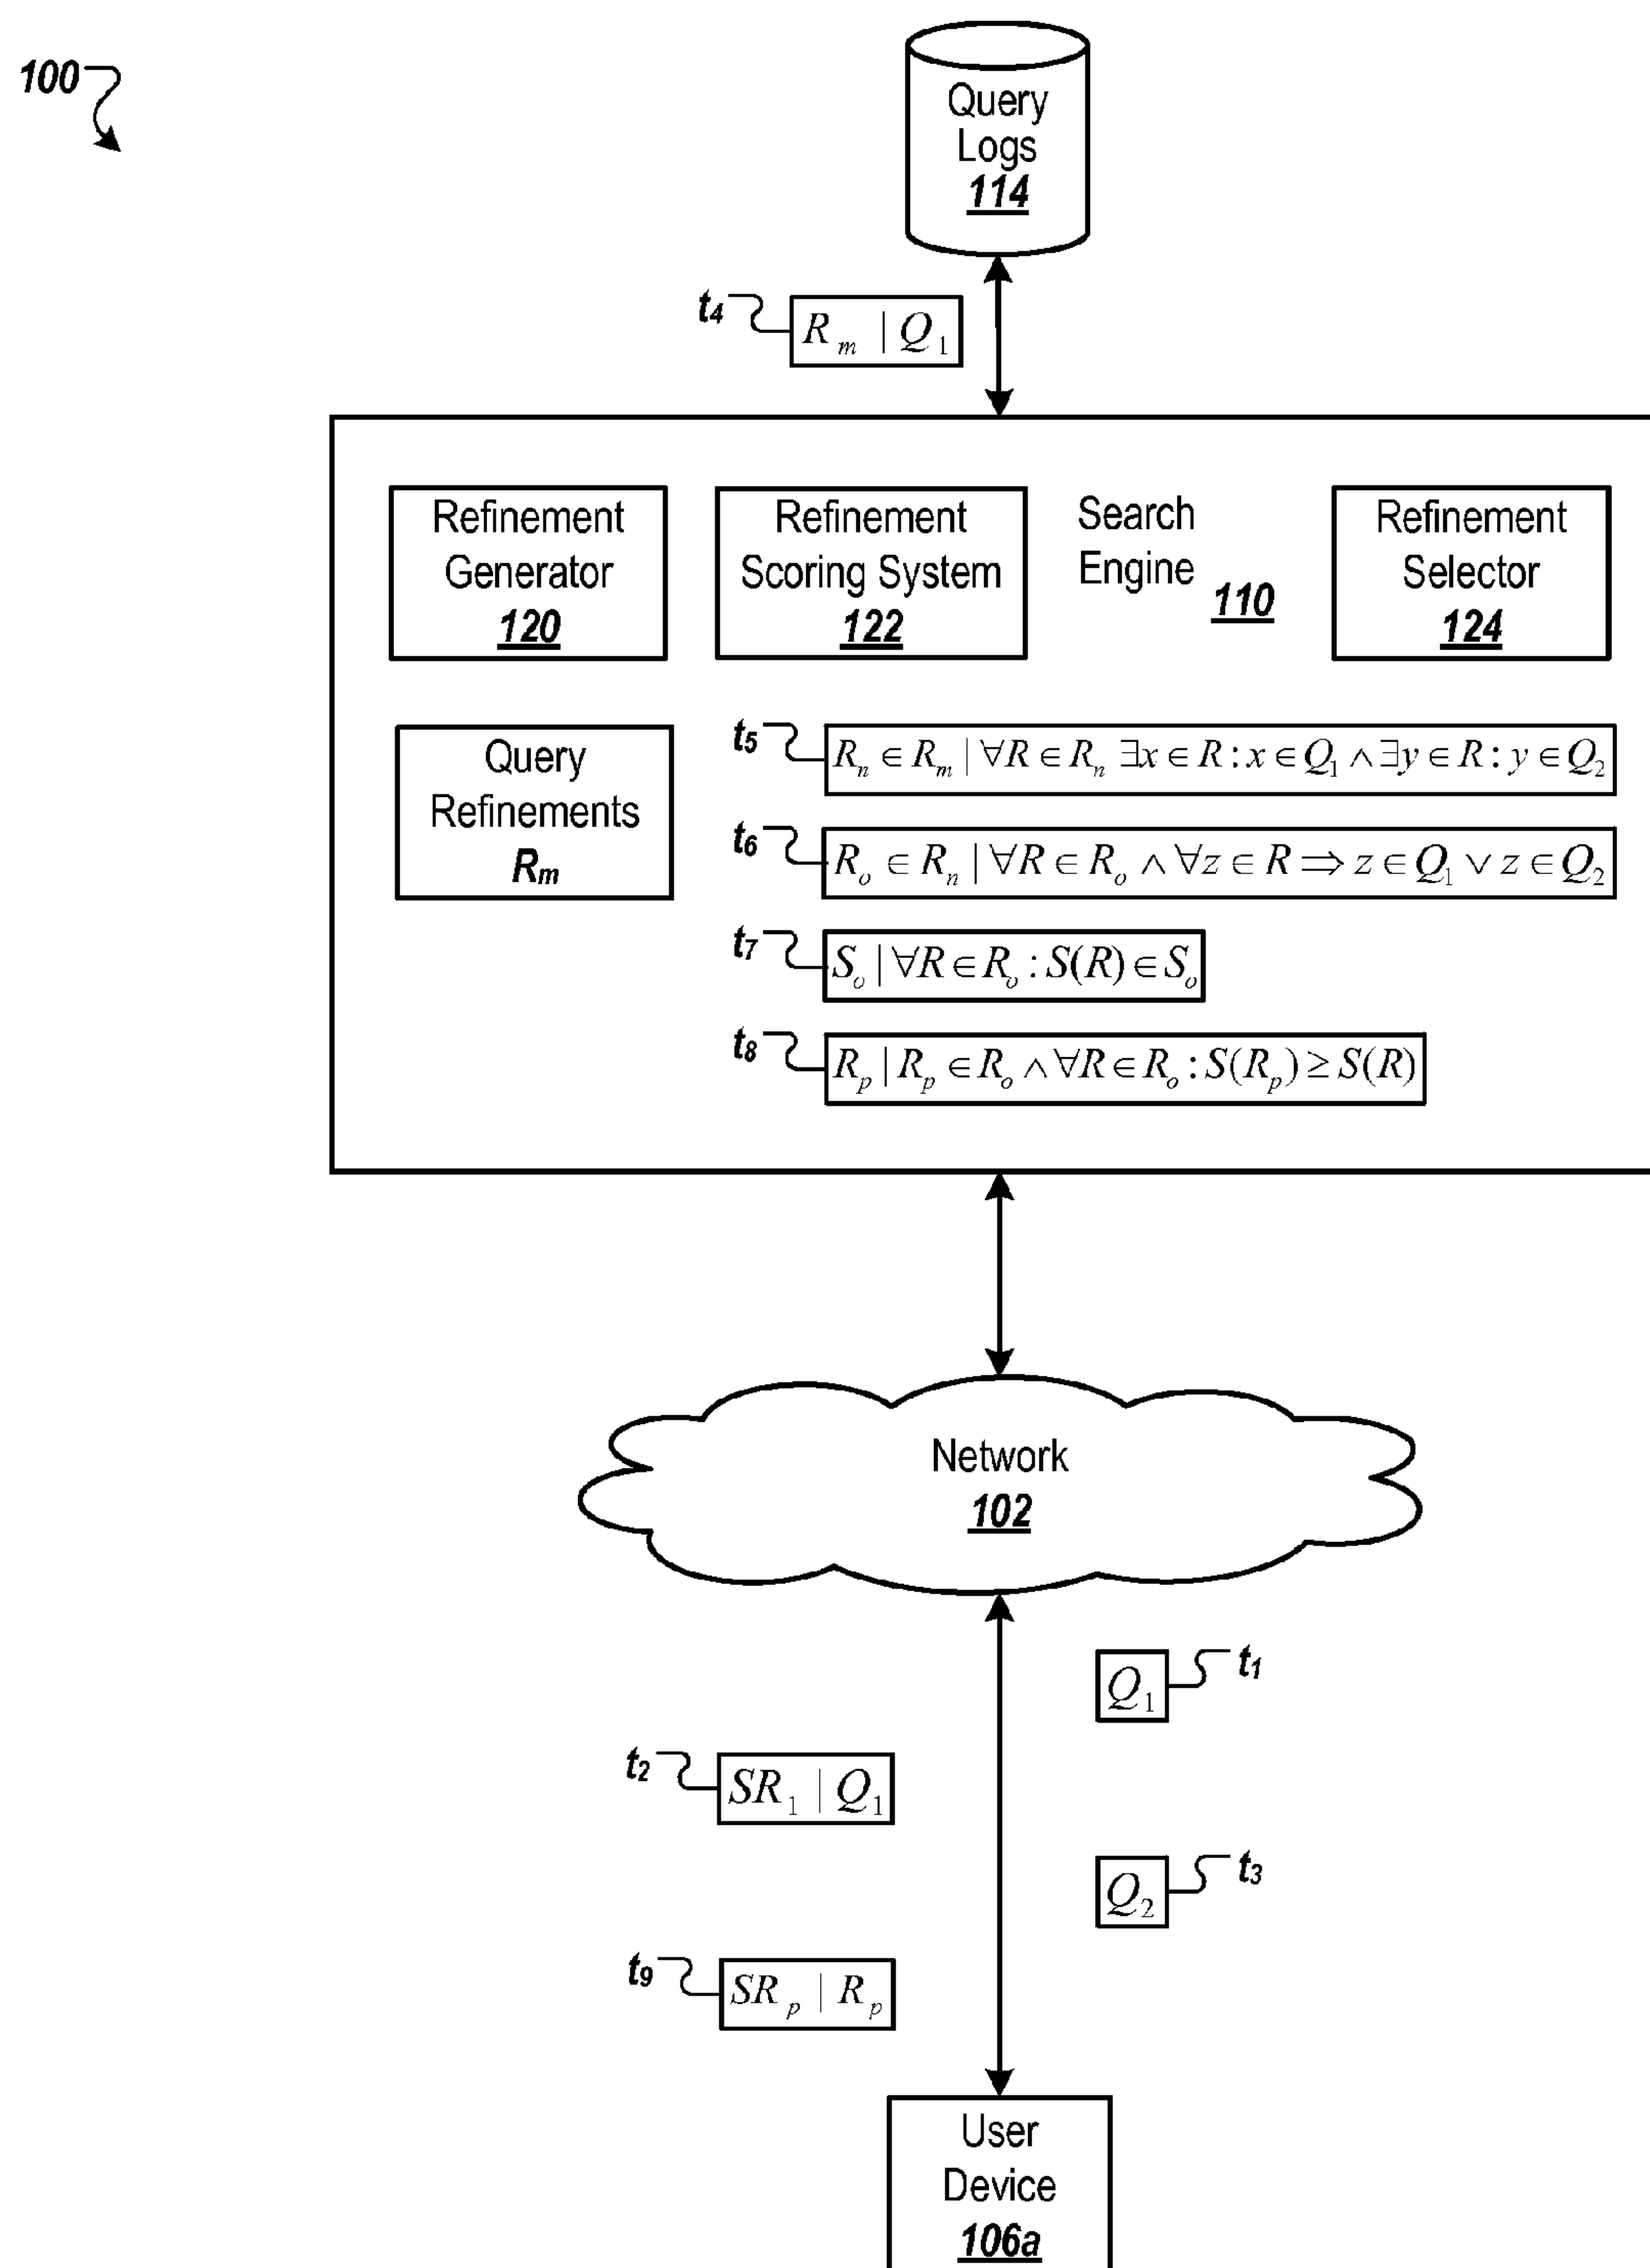 100
Query
Logs
114
t4
R_m | Q_1
Refinement
Generator
120
Refinement
Scoring System
122
Search
Engine
110
Refinement
Selector
124
Query
Refinements
Rm
t5
R_n ∈ R_m | ∀R ∈ R_n ∃x ∈ R : x ∈ Q_1 ∧ ∃y ∈ R : y ∈ Q_2
t6
R_o ∈ R_n | ∀R ∈ R_o ∧ ∀z ∈ R ⇒ z ∈ Q_1 ∨ z ∈ Q_2
t7
S_o | ∀R ∈ R_o : S(R) ∈ S_o
t8
R_p | R_p ∈ R_o ∧ ∀R ∈ R_o : S(R_p) ≥ S(R)
Network
102
Q_1
t1
t2
SR_1 | Q_1
Q_2
t3
t9
SR_p | R_p
User
Device
106a